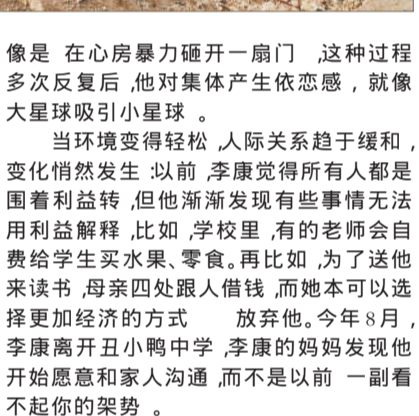 像是 在心房暴力砸开一扇门 ,这种过程
多次反复后 ,他对集体产生依恋感 , 就像
大星球吸引小星球 。
当环境变得轻松 ,人际关系趋于缓和 ,
变化悄然发生 :以前 ,李康觉得所有人都是
围着利益转 ,但他渐渐发现有些事情无法
用利益解释 ,比如 ,学校里 ,有的老师会自
费给学生买水果、零食。再比如 ,为了送他
来读书 ,母亲四处跟人借钱 ,而她本可以选
择更加经济的方式 放弃他。今年8月 ,
李康离开丑小鸭中学 ,李康的妈妈发现他
开始愿意和家人沟通 ,而不是以前 一副看
不起你的架势 。